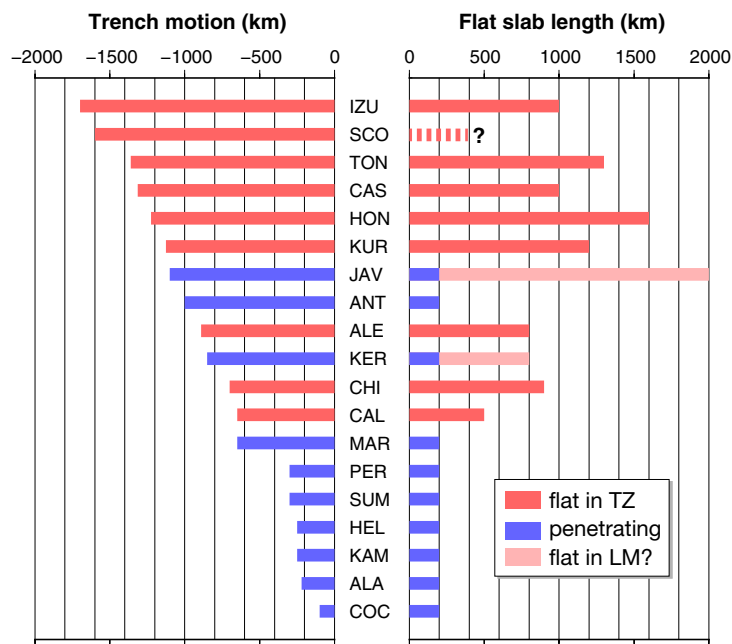 Trench motion (km) Flat slab length (km)
−2000 −1500 −1000 −500 0 0 500 1000 1500 2000
IZU
SCO ?
TON
CAS
HON
KUR
JAV
ANT
ALE
KER
CHI
CAL
MAR
PER
SUM
HEL
KAM
ALA
COC
flat in TZ
penetrating
flat in LM?